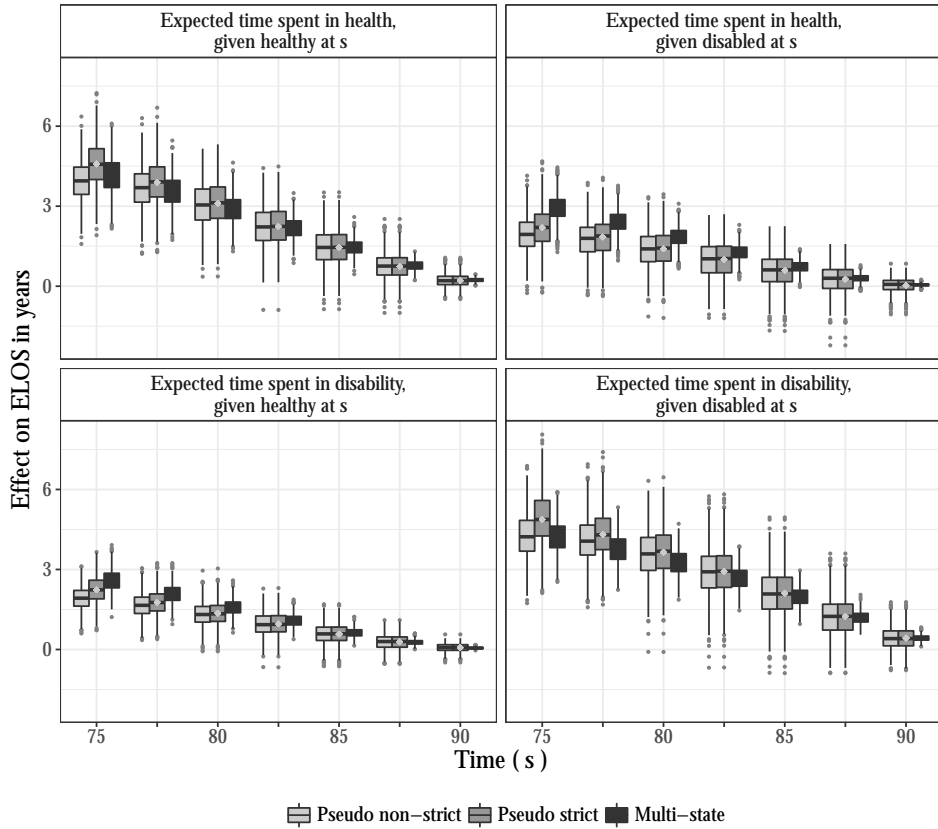 Expected time spent in health,
given healthy at s
Expected time spent in health,
given disabled at s
6
3
0
Expected time spent in disability,
given healthy at s
Expected time spent in disability,
given disabled at s
6
3
0
Effect on ELOS in years
75 80 85 90 75 80 85 90
Time ( s )
Pseudo non−strict Pseudo strict Multi−state